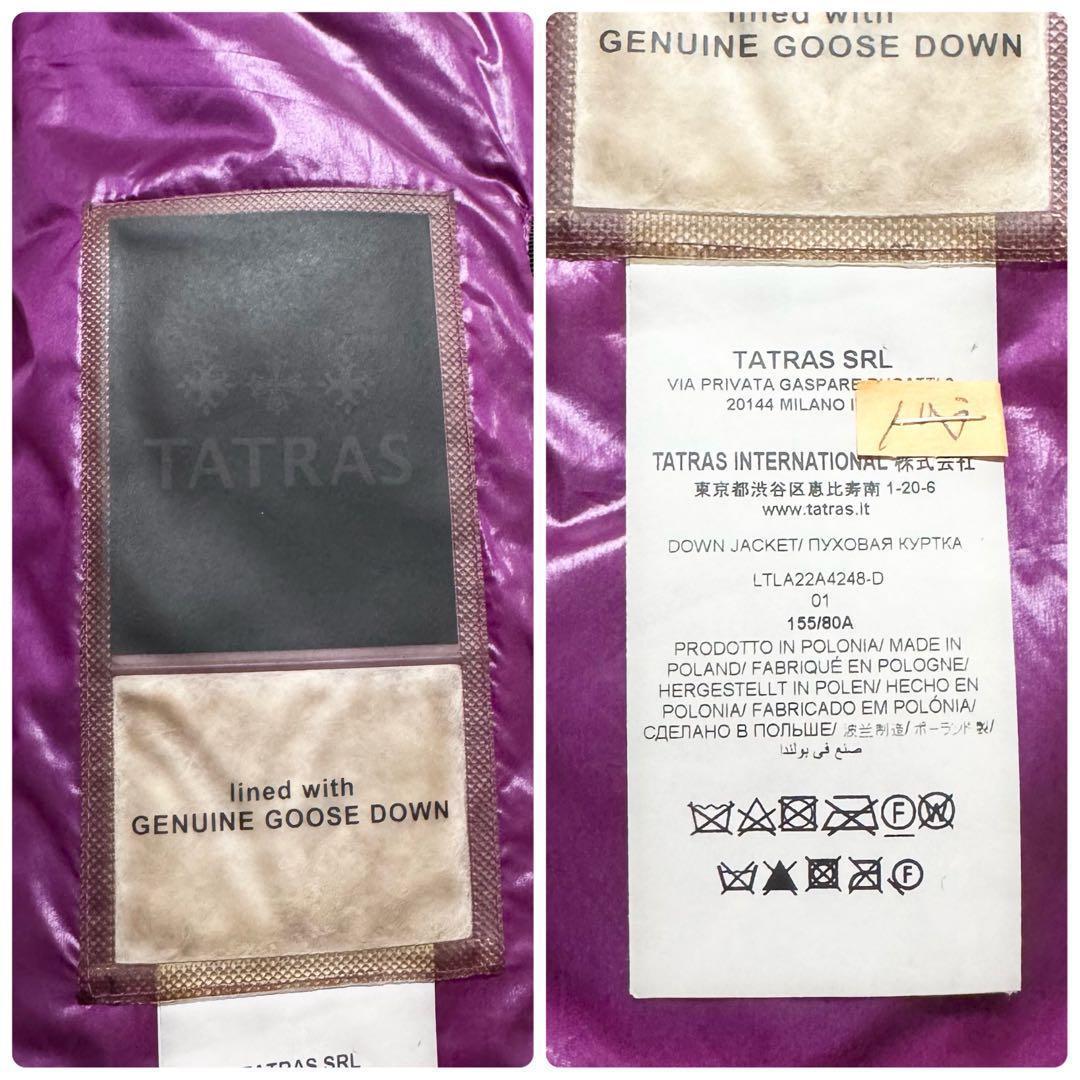 TATRAS
lined with
GENUINE GOOSE DOWN
TATRAS SRL
lined with
GENUINE GOOSE DOWN
TATRAS SRL
VIA PRIVATA GASPARE
20144 MILANO
TATRAS INTERNATIONAL 株式会社
東京都渋谷区恵比寿南 1-20-6
www.tatras.it
DOWN JACKET/ ПУХОВАЯ КУРТКА
LTLA22A4248-D
01
155/80A
PRODOTTO IN POLONIA/ MADE IN
POLAND/ FABRIQUÉ EN POLOGNE/
HERGESTELLT IN POLEN/ HECHO EN
POLONIA/ FABRICADO EM POLÓNIA/
СДЕЛАНО В ПОЛЬШЕ/ 波兰制造/ ポーランド製/
صنع في بولندا
F W
F